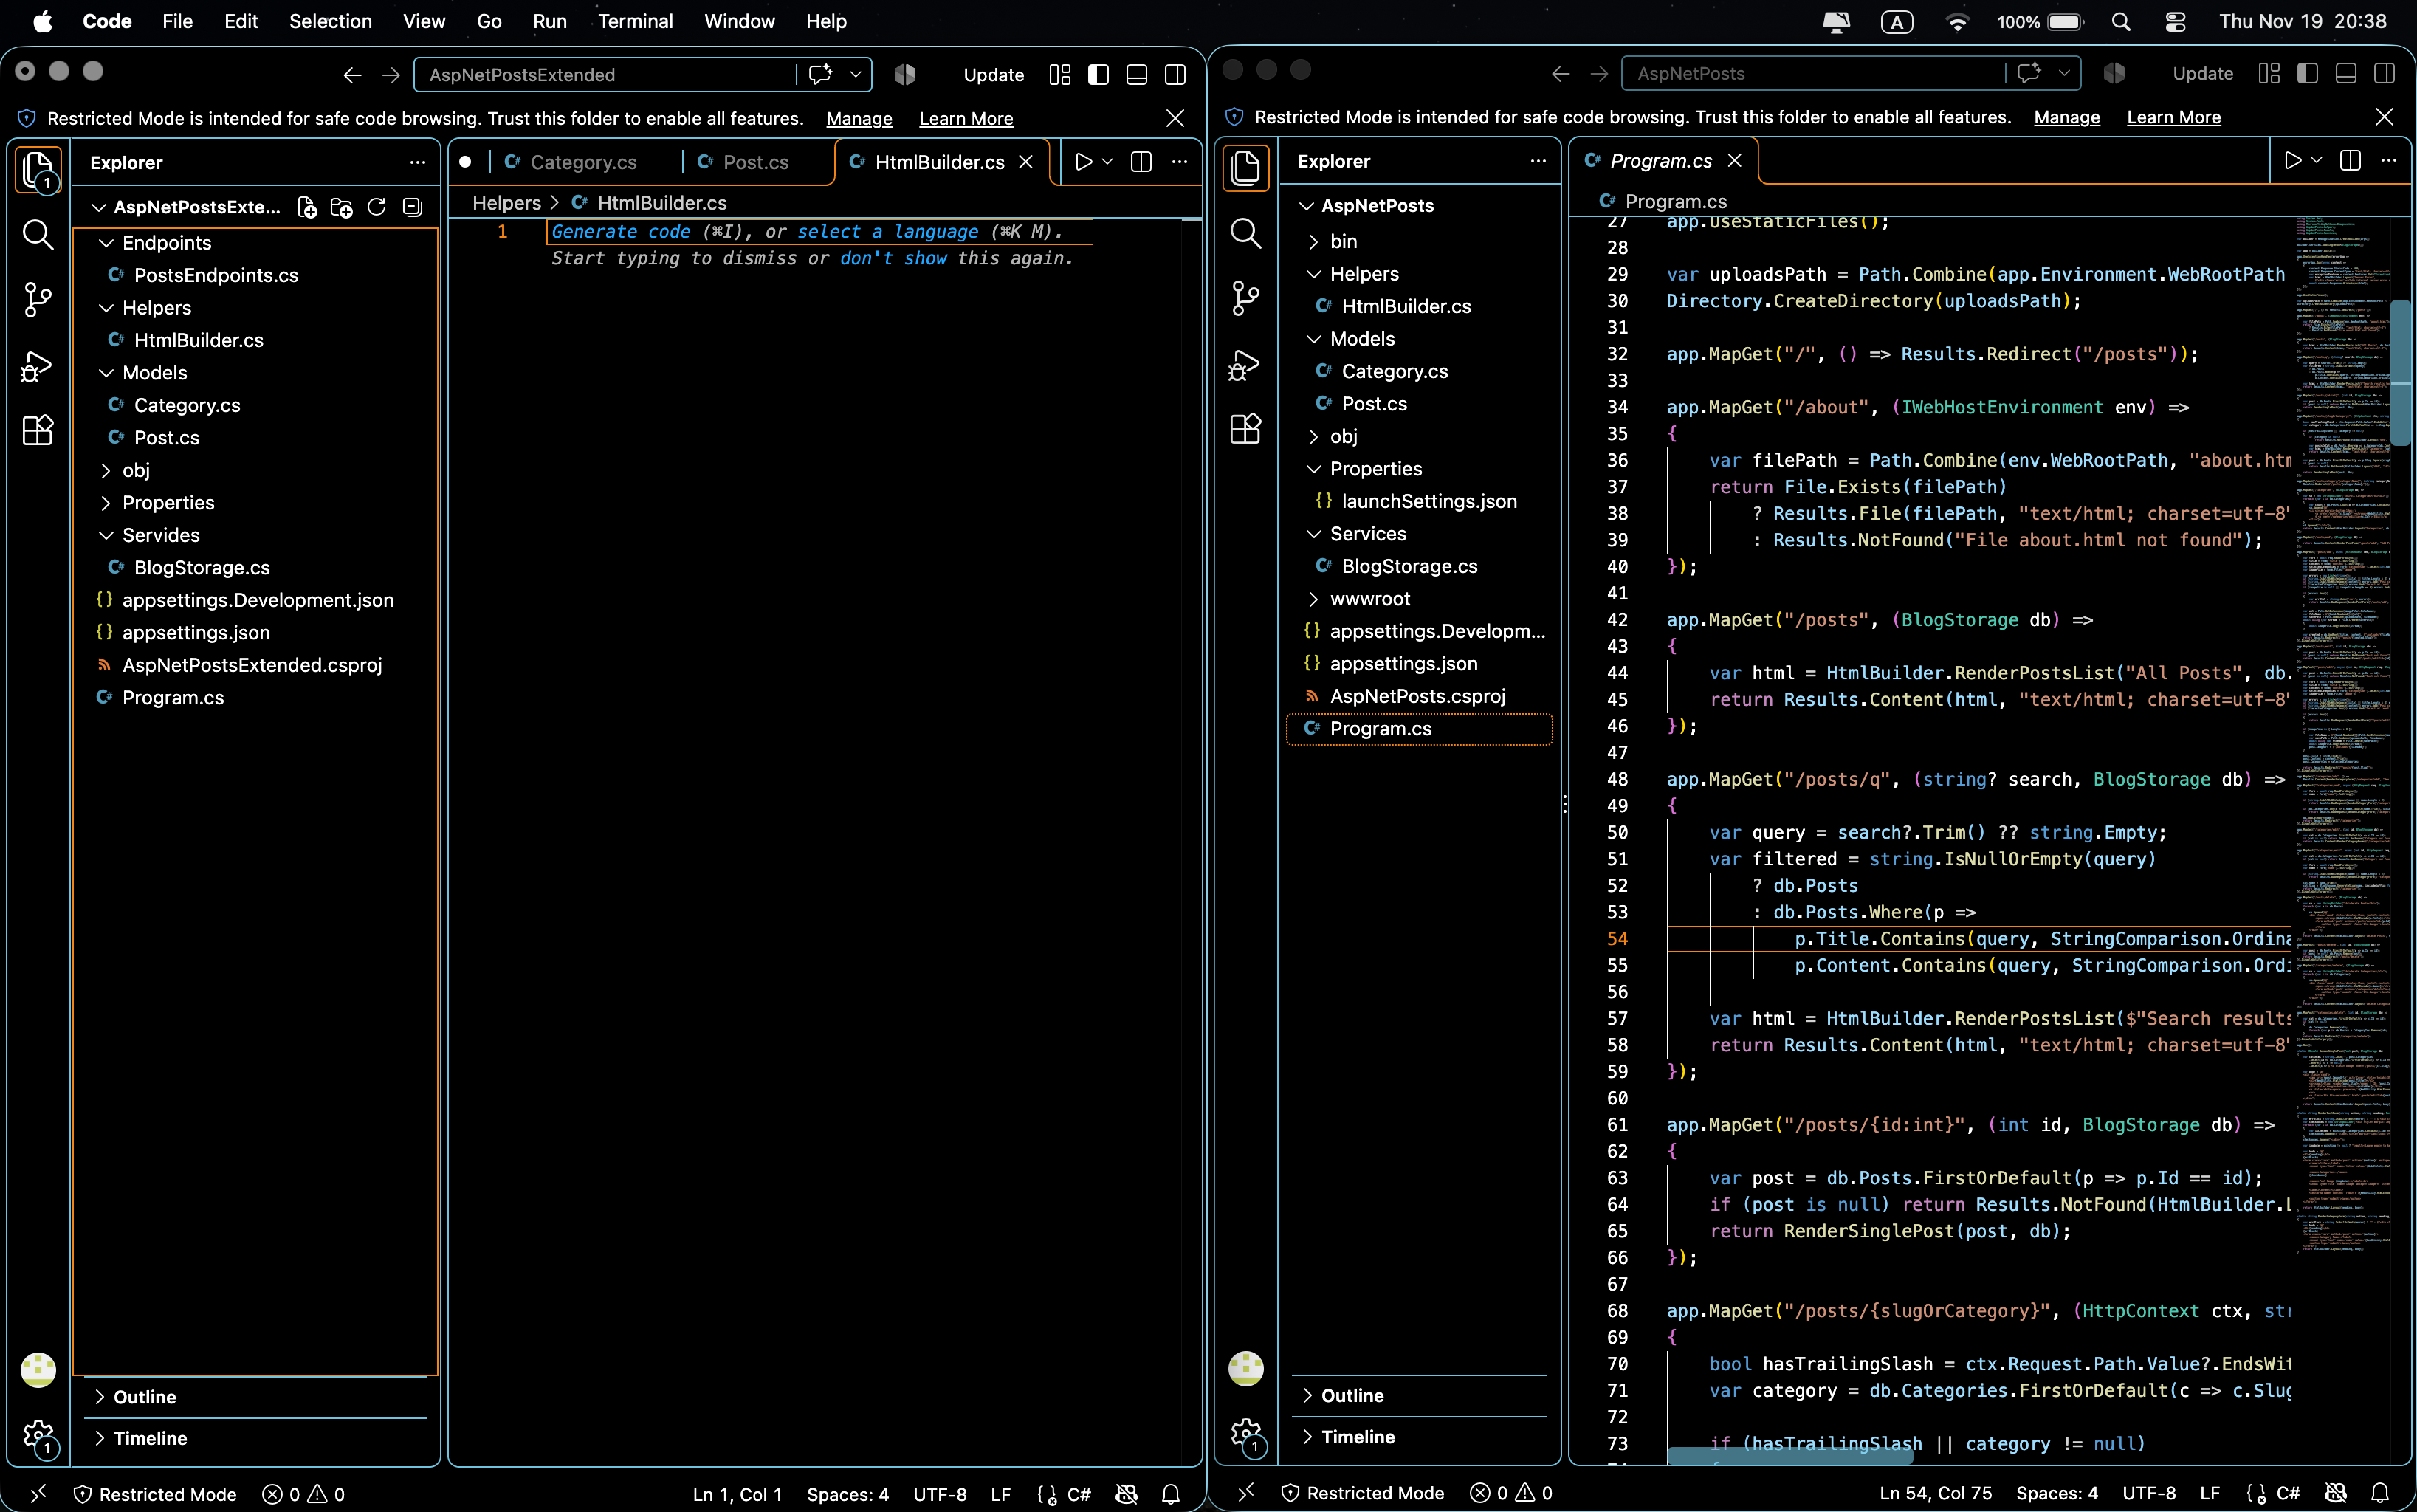 Code File Edit Selection View Go Run Terminal Window Help A 100% Thu Nov 19 20:38
AspNetPostsExtended Update
Restricted Mode is intended for safe code browsing. Trust this folder to enable all features. Manage Learn More
Explorer
1
AspNetPostsExte...
Endpoints
C# PostsEndpoints.cs
Helpers
C# HtmlBuilder.cs
Models
C# Category.cs
C# Post.cs
obj
Properties
Servides
C# BlogStorage.cs
{} appsettings.Development.json
{} appsettings.json
AspNetPostsExtended.csproj
C# Program.cs
Outline
Timeline
1
C# Category.cs C# Post.cs C# HtmlBuilder.cs
Helpers > C# HtmlBuilder.cs
1 Generate code (⌘I), or select a language (⌘K M).
Start typing to dismiss or don't show this again.
Restricted Mode 0 0 Ln 1, Col 1 Spaces: 4 UTF-8 LF C#
AspNetPosts Update
Restricted Mode is intended for safe code browsing. Trust this folder to enable all features. Manage Learn More
Explorer
AspNetPosts
bin
Helpers
C# HtmlBuilder.cs
Models
C# Category.cs
C# Post.cs
obj
Properties
{} launchSettings.json
Services
C# BlogStorage.cs
wwwroot
{} appsettings.Developm...
{} appsettings.json
AspNetPosts.csproj
C# Program.cs
Outline
Timeline
1
C# Program.cs
C# Program.cs
27 app.UseStaticFiles();
28
29 var uploadsPath = Path.Combine(app.Environment.WebRootPath
30 Directory.CreateDirectory(uploadsPath);
31
32 app.MapGet("/", () => Results.Redirect("/posts"));
33
34 app.MapGet("/about", (IWebHostEnvironment env) =>
35 {
36 var filePath = Path.Combine(env.WebRootPath, "about.htm
37 return File.Exists(filePath)
38 ? Results.File(filePath, "text/html; charset=utf-8"
39 : Results.NotFound("File about.html not found");
40 });
41
42 app.MapGet("/posts", (BlogStorage db) =>
43 {
44 var html = HtmlBuilder.RenderPostsList("All Posts", db.
45 return Results.Content(html, "text/html; charset=utf-8"
46 });
47
48 app.MapGet("/posts/q", (string? search, BlogStorage db) =>
49 {
50 var query = search?.Trim() ?? string.Empty;
51 var filtered = string.IsNullOrEmpty(query)
52 ? db.Posts
53 : db.Posts.Where(p =>
54 p.Title.Contains(query, StringComparison.Ordina
55 p.Content.Contains(query, StringComparison.Ordi
56
57 var html = HtmlBuilder.RenderPostsList($"Search results
58 return Results.Content(html, "text/html; charset=utf-8"
59 });
60
61 app.MapGet("/posts/{id:int}", (int id, BlogStorage db) =>
62 {
63 var post = db.Posts.FirstOrDefault(p => p.Id == id);
64 if (post is null) return Results.NotFound(HtmlBuilder.L
65 return RenderSinglePost(post, db);
66 });
67
68 app.MapGet("/posts/{slugOrCategory}", (HttpContext ctx, str
69 {
70 bool hasTrailingSlash = ctx.Request.Path.Value?.EndsWit
71 var category = db.Categories.FirstOrDefault(c => c.Slug
72
73 if (hasTrailingSlash || category != null)
Restricted Mode 0 0 Ln 54, Col 75 Spaces: 4 UTF-8 LF C#